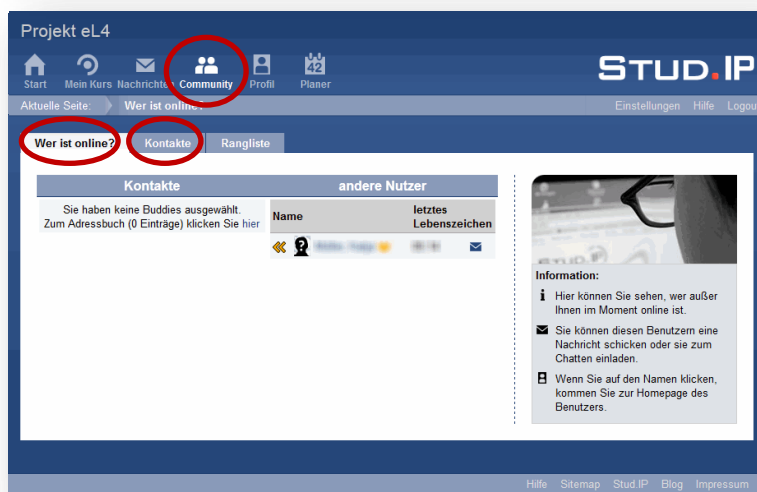 Projekt eL4
Start Mein Kurs Nachrichten Community Profil Planer
42
STUD.IP
Aktuelle Seite: Wer ist online?
Einstellungen Hilfe Logou
Wer ist online? Kontakte Rangliste
Kontakte
Sie haben keine Buddies ausgewählt.
Zum Adressbuch (0 Einträge) klicken Sie hier
andere Nutzer
Name letztes
Lebenszeichen
Information:
Hier können Sie sehen, wer außer
Ihnen im Moment online ist.
Sie können diesen Benutzern eine
Nachricht schicken oder sie zum
Chatten einladen.
Wenn Sie auf den Namen klicken,
kommen Sie zur Homepage des
Benutzers.
Hilfe Sitemap Stud.IP Blog Impressum